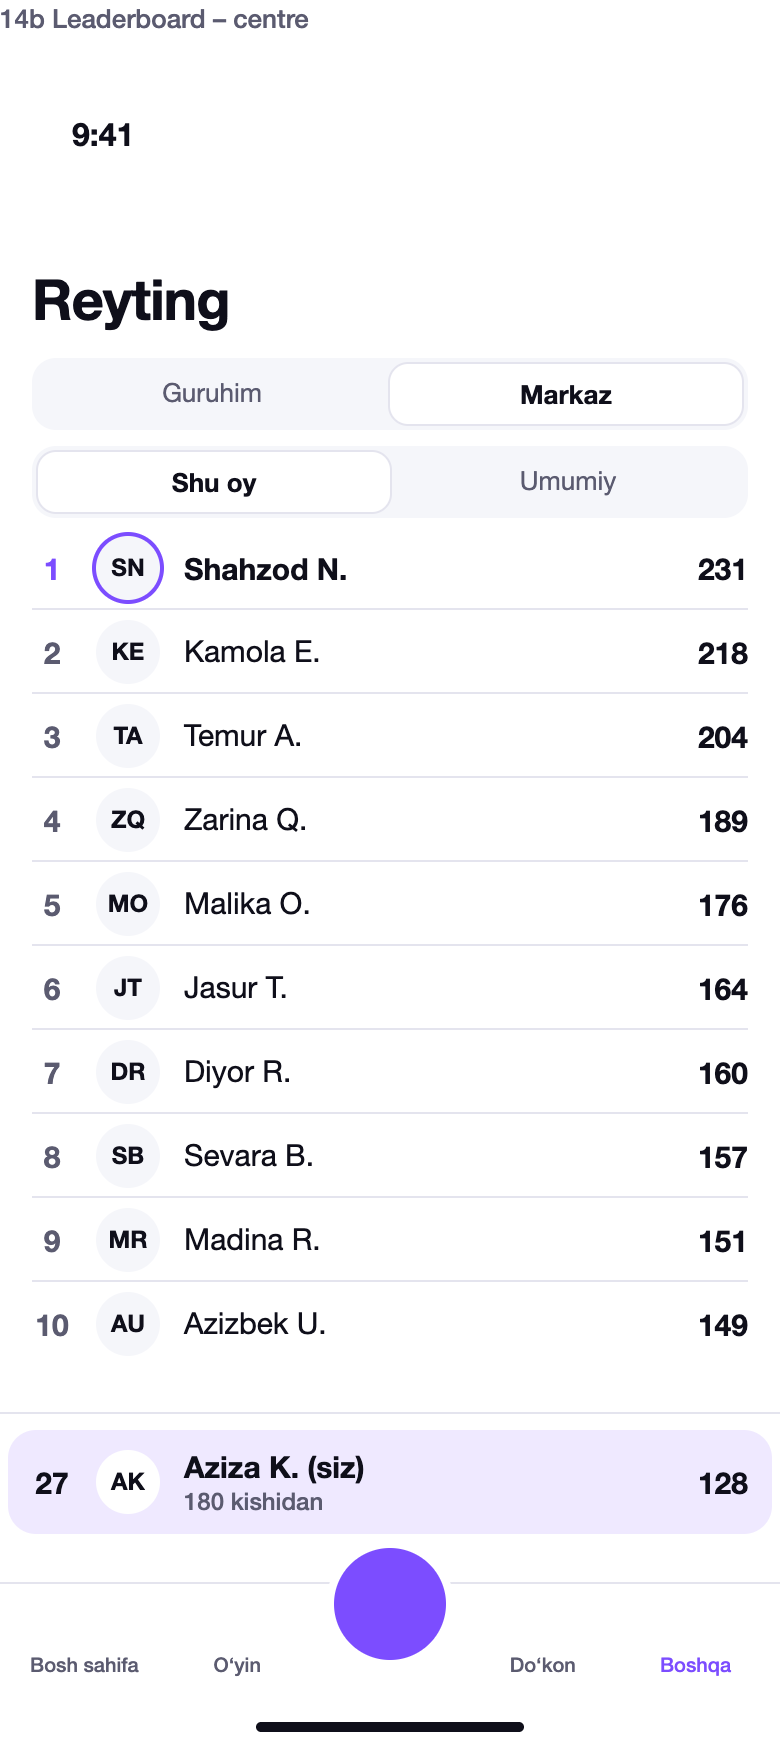 14b Leaderboard – centre
9:41
Reyting
Guruhim Markaz
Shu oy Umumiy
1 SN Shahzod N. 231
2 KE Kamola E. 218
3 TA Temur A. 204
4 ZQ Zarina Q. 189
5 MO Malika O. 176
6 JT Jasur T. 164
7 DR Diyor R. 160
8 SB Sevara B. 157
9 MR Madina R. 151
10 AU Azizbek U. 149
27 AK Aziza K. (siz) 128
180 kishidan
Bosh sahifa Oʻyin Doʻkon Boshqa